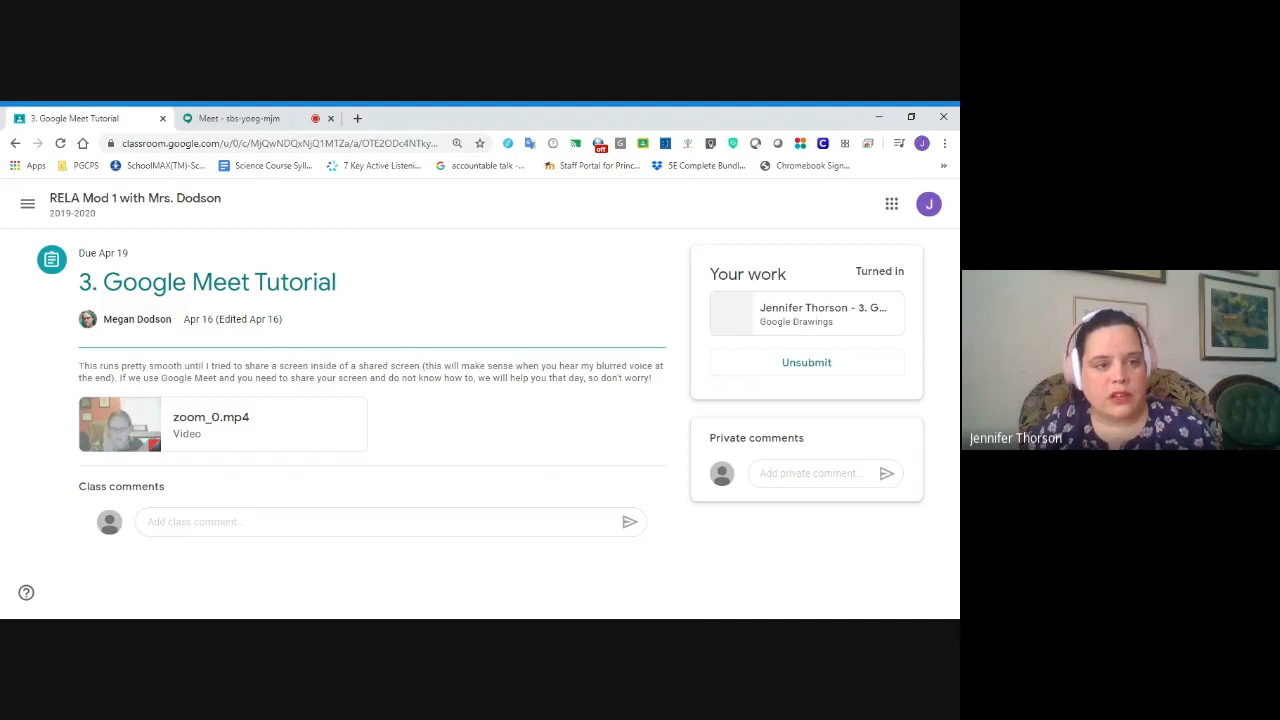 3. Google Meet Tutorial
Meet - sbs-yoeg-mjm
classroom.google.com/u/0/c/MjQwNDQxNjQ1MTZa/a/OTE2ODc4NTky...
Apps
PGCPS
SchoolMAX(TM)-Sc...
Science Course Syll...
7 Key Active Listeni...
accountable talk -...
Staff Portal for Princ...
5E Complete Bundl...
Chromebook Sign...
»
RELA Mod 1 with Mrs. Dodson
2019-2020
J
Due Apr 19
3. Google Meet Tutorial
Megan Dodson Apr 16 (Edited Apr 16)
This runs pretty smooth until I tried to share a screen inside of a shared screen (this will make sense when you hear my blurred voice at
the end). If we use Google Meet and you need to share your screen and do not know how to, we will help you that day, so don't worry!
zoom_0.mp4
Video
Class comments
Add class comment...
Your work
Turned in
Jennifer Thorson - 3. G...
Google Drawings
Unsubmit
Private comments
Add private comment...
Jennifer Thorson